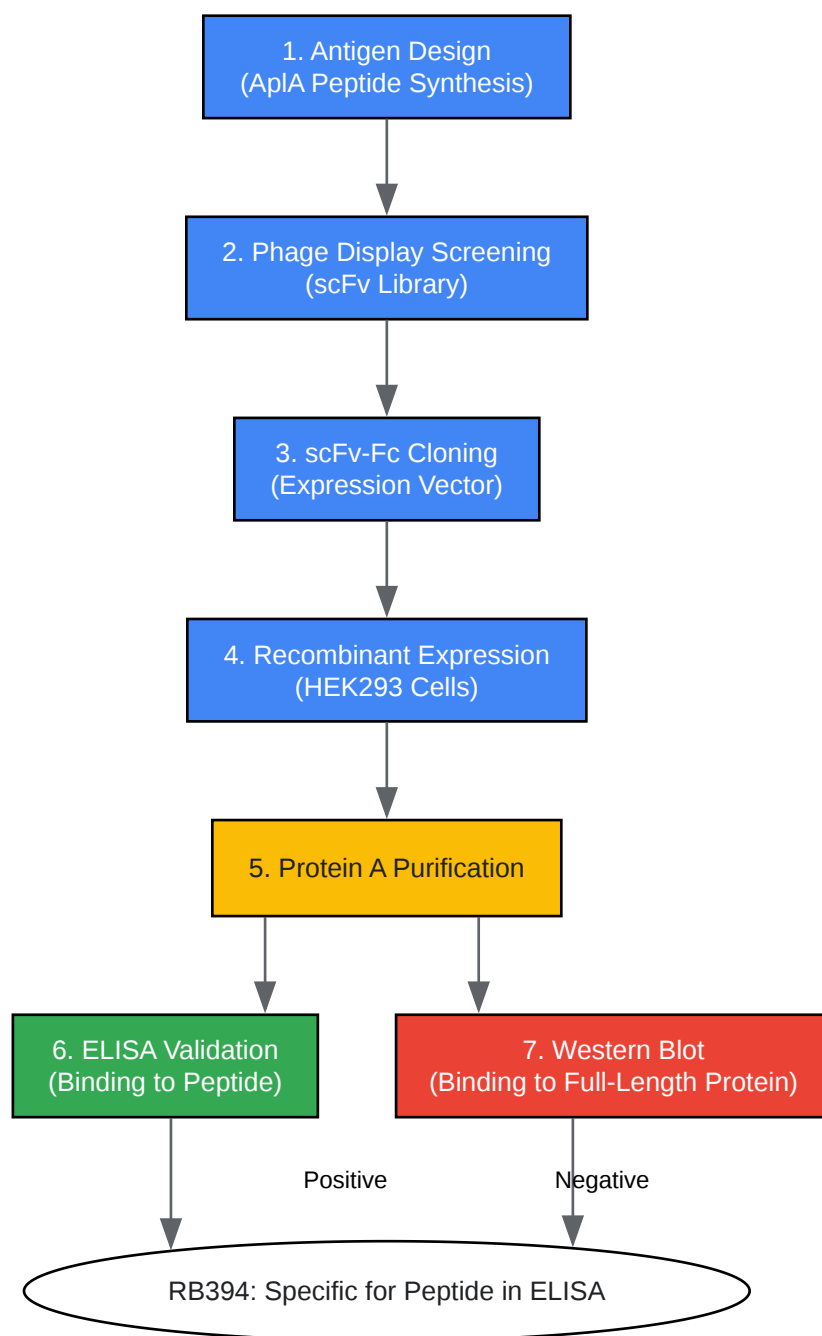 1. Antigen Design
(AplA Peptide Synthesis)
2. Phage Display Screening
(scFv Library)
3. scFv-Fc Cloning
(Expression Vector)
4. Recombinant Expression
(HEK293 Cells)
5. Protein A Purification
6. ELISA Validation
(Binding to Peptide)
7. Western Blot
(Binding to Full-Length Protein)
Positive
Negative
RB394: Specific for Peptide in ELISA